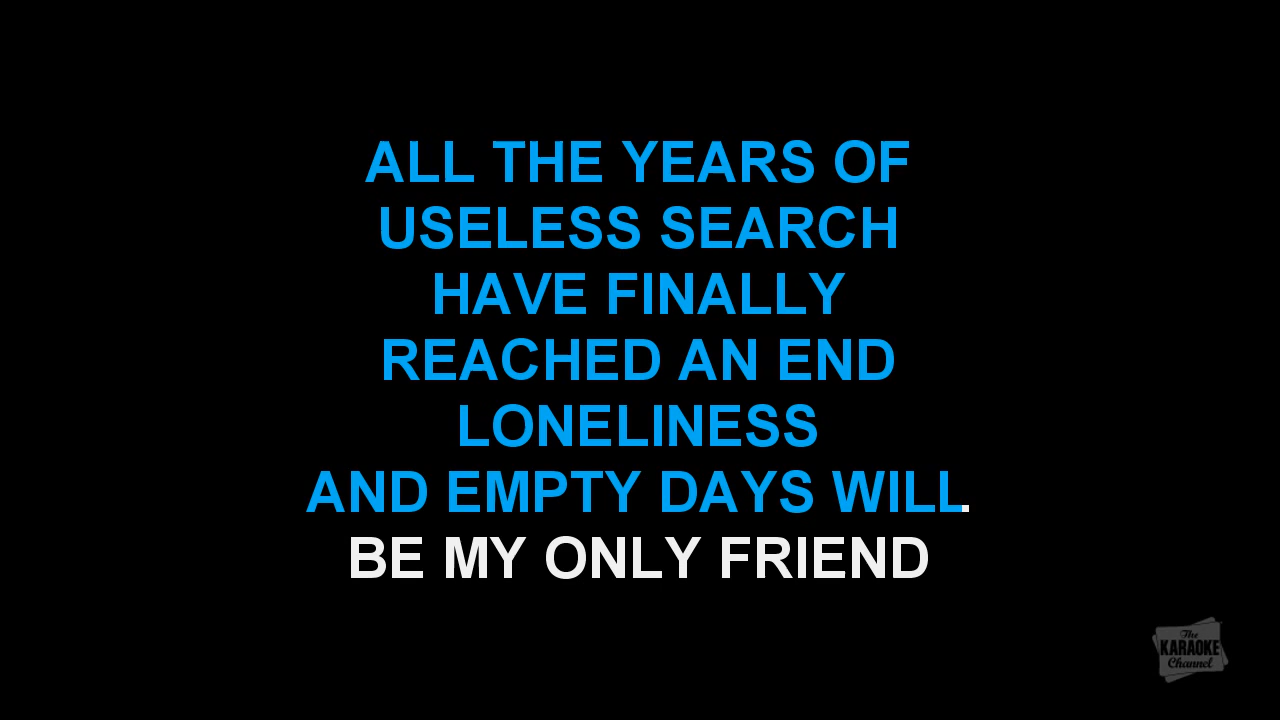 ALL THE YEARS OF
USELESS SEARCH
HAVE FINALLY
REACHED AN END
LONELINESS
AND EMPTY DAYS WILL
BE MY ONLY FRIEND
The
KARAOKE
Channel